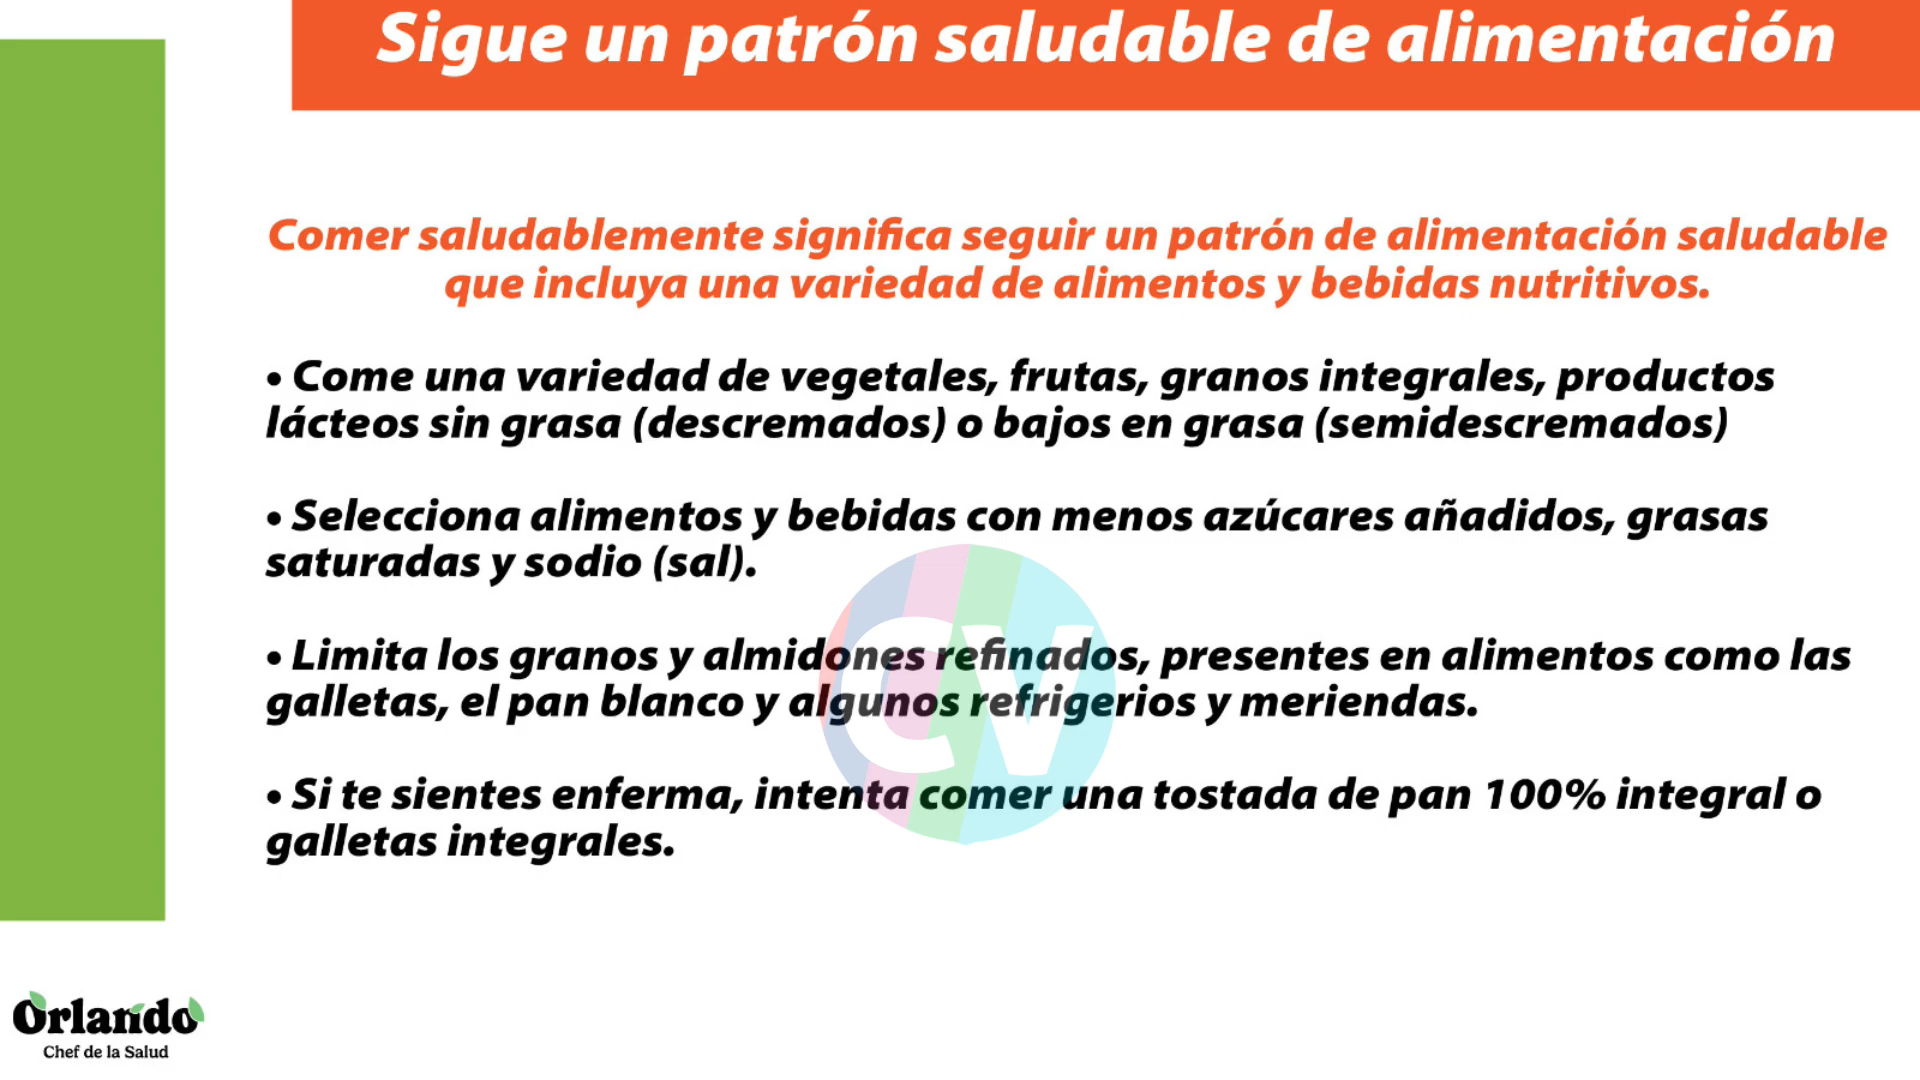 Sigue un patrón saludable de alimentación
Comer saludablemente significa seguir un patrón de alimentación saludable
que incluya una variedad de alimentos y bebidas nutritivos.
• Come una variedad de vegetales, frutas, granos integrales, productos
lácteos sin grasa (descremados) o bajos en grasa (semidescremados)
• Selecciona alimentos y bebidas con menos azúcares añadidos, grasas
saturadas y sodio (sal).
• Limita los granos y almidones refinados, presentes en alimentos como las
galletas, el pan blanco y algunos refrigerios y meriendas.
• Si te sientes enferma, intenta comer una tostada de pan 100% integral o
galletas integrales.
CV
Orlando
Chef de la Salud